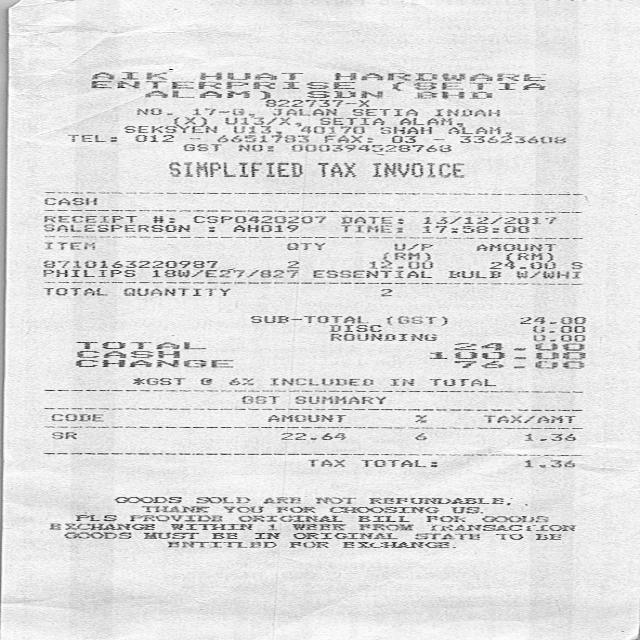 AIK HUAT HARDWARE
ENTERPRISE (SETIA
ALAM) SDN BHD
822737-X
NO. 17-G, JALAN SETIA INDAH
(X) U13/X, SETIA ALAM,
SEKSYEN U13, 40170 SHAH ALAM,
TEL: 012 - 6651783 FAX: 03 - 33623608
GST NO: 000394528768
SIMPLIFIED TAX INVOICE
CASH
RECEIPT #: CSP0420207 DATE: 13/12/2017
SALESPERSON : AH019 TIME: 17:58:00
ITEM QTY U/P AMOUNT
(RM) (RM)
8710163220987 2 12.00 24.00 S
PHILIPS 18W/E27/827 ESSENTIAL BULB W/WHI
TOTAL QUANTITY 2
SUB-TOTAL (GST) 24.00
DISC 0.00
ROUNDING 0.00
TOTAL 24.00
CASH 100.00
CHANGE 76.00
*GST @ 6% INCLUDED IN TOTAL
GST SUMMARY
CODE AMOUNT % TAX/AMT
SR 22.64 6 1.36
TAX TOTAL: 1.36
GOODS SOLD ARE NOT REFUNDABLE,
THANK YOU FOR CHOOSING US.
PLS PROVIDE ORIGINAL BILL FOR GOODS
EXCHANGE WITHIN 1 WEEK FROM TRANSACTION
GOODS MUST BE IN ORIGINAL STATE TO BE
ENTITLED FOR EXCHANGE.